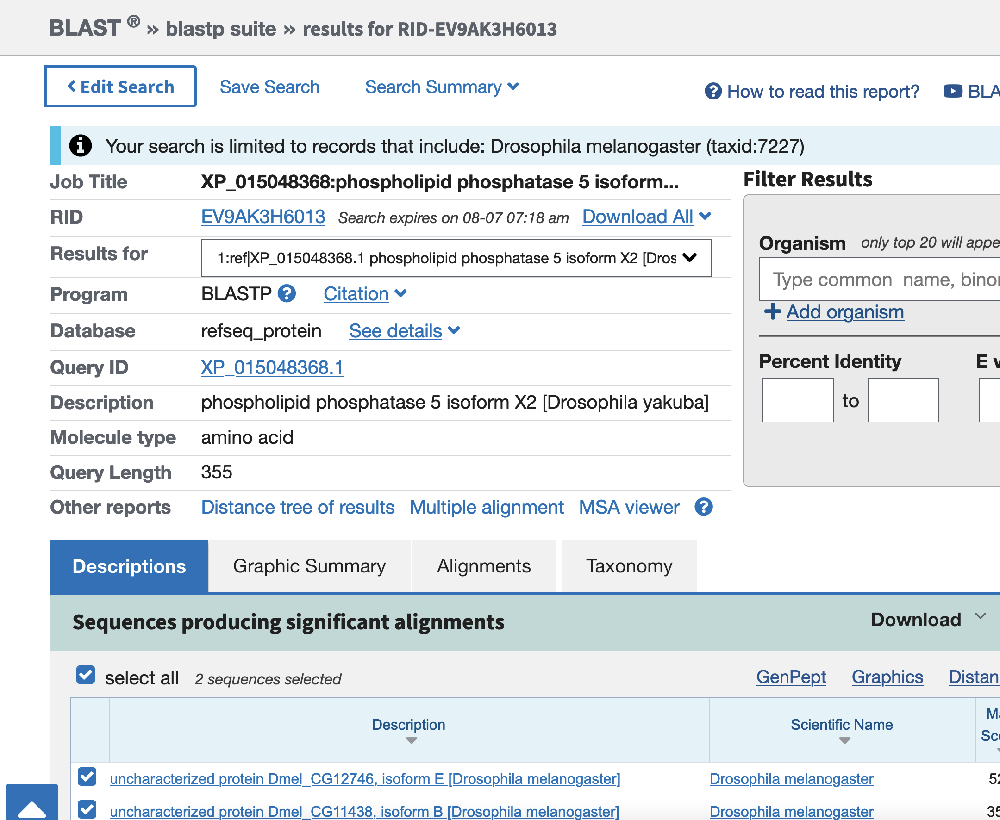 BLAST ® » blastp suite » results for RID-EV9AK3H6013
Edit Search Save Search Search Summary How to read this report? BLA
Your search is limited to records that include: Drosophila melanogaster (taxid:7227)
Job Title XP_015048368:phospholipid phosphatase 5 isoform...
RID EV9AK3H6013 Search expires on 08-07 07:18 am Download All
Results for 1:ref|XP_015048368.1 phospholipid phosphatase 5 isoform X2 [Dros
Program BLASTP Citation
Database refseq_protein See details
Query ID XP_015048368.1
Description phospholipid phosphatase 5 isoform X2 [Drosophila yakuba]
Molecule type amino acid
Query Length 355
Other reports Distance tree of results Multiple alignment MSA viewer
Filter Results
Organism only top 20 will appe
Type common name, binor
Add organism
Percent Identity E v
to
Descriptions Graphic Summary Alignments Taxonomy
Sequences producing significant alignments Download
select all 2 sequences selected GenPept Graphics Distan
Description Scientific Name Ma
Sco
uncharacterized protein Dmel_CG12746, isoform E [Drosophila melanogaster] Drosophila melanogaster 52
uncharacterized protein Dmel_CG11438, isoform B [Drosophila melanogaster] Drosophila melanogaster 35